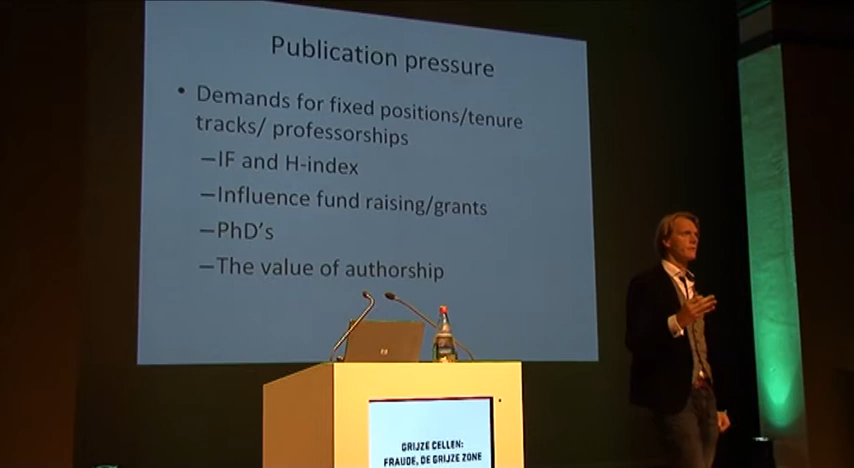 Publication pressure
• Demands for fixed positions/tenure
tracks/ professorships
–IF and H-index
–Influence fund raising/grants
–PhD's
–The value of authorship
hp
GRIJZE CELLEN:
FRAUDE, DE GRIJZE ZONE